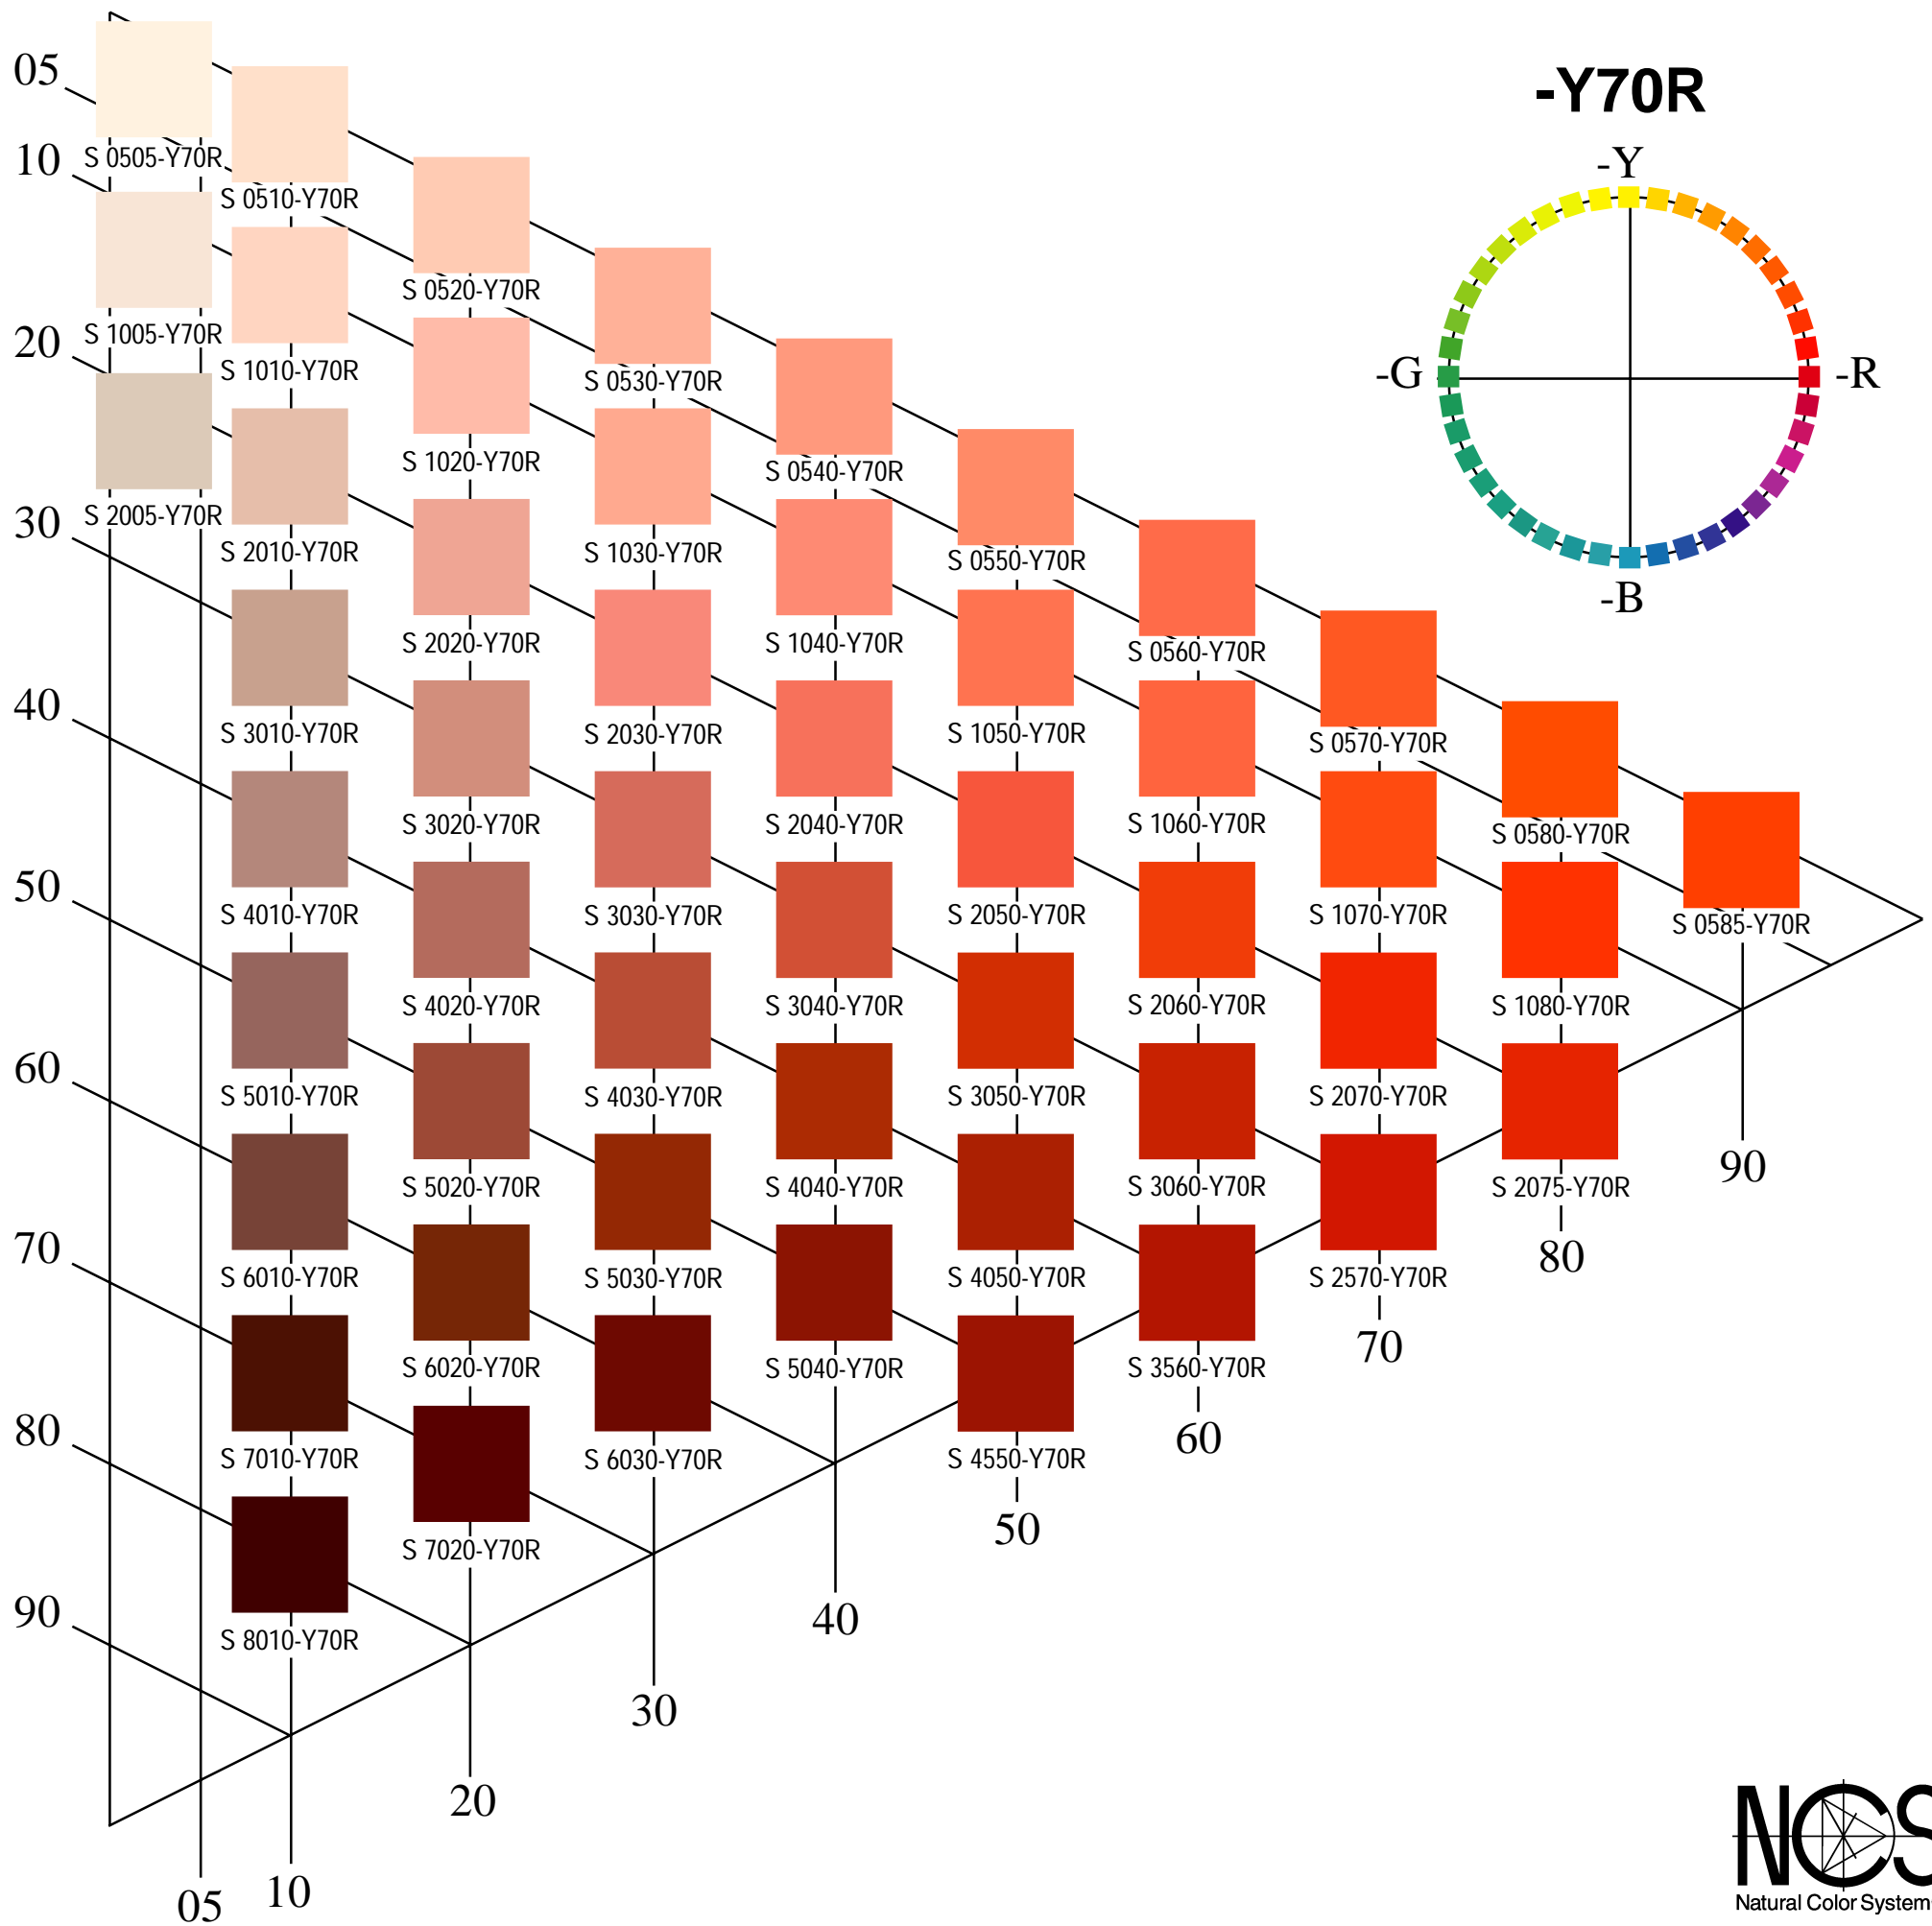 -Y70R
-Y
-G
-R
-B
05
10
20
30
40
50
60
70
80
90
S 0505-Y70R
S 0510-Y70R
S 0520-Y70R
S 0530-Y70R
S 0540-Y70R
S 0550-Y70R
S 0560-Y70R
S 0570-Y70R
S 0580-Y70R
S 0585-Y70R
S 1005-Y70R
S 1010-Y70R
S 1020-Y70R
S 1030-Y70R
S 1040-Y70R
S 1050-Y70R
S 1060-Y70R
S 1070-Y70R
S 1080-Y70R
S 2005-Y70R
S 2010-Y70R
S 2020-Y70R
S 2030-Y70R
S 2040-Y70R
S 2050-Y70R
S 2060-Y70R
S 2070-Y70R
S 2075-Y70R
S 3010-Y70R
S 3020-Y70R
S 3030-Y70R
S 3040-Y70R
S 3050-Y70R
S 3060-Y70R
S 2570-Y70R
S 4010-Y70R
S 4020-Y70R
S 4030-Y70R
S 4040-Y70R
S 4050-Y70R
S 3560-Y70R
S 5010-Y70R
S 5020-Y70R
S 5030-Y70R
S 5040-Y70R
S 4550-Y70R
S 6010-Y70R
S 6020-Y70R
S 6030-Y70R
S 7010-Y70R
S 7020-Y70R
S 8010-Y70R
90
80
70
60
50
40
30
20
10
05
NCS
Natural Color System